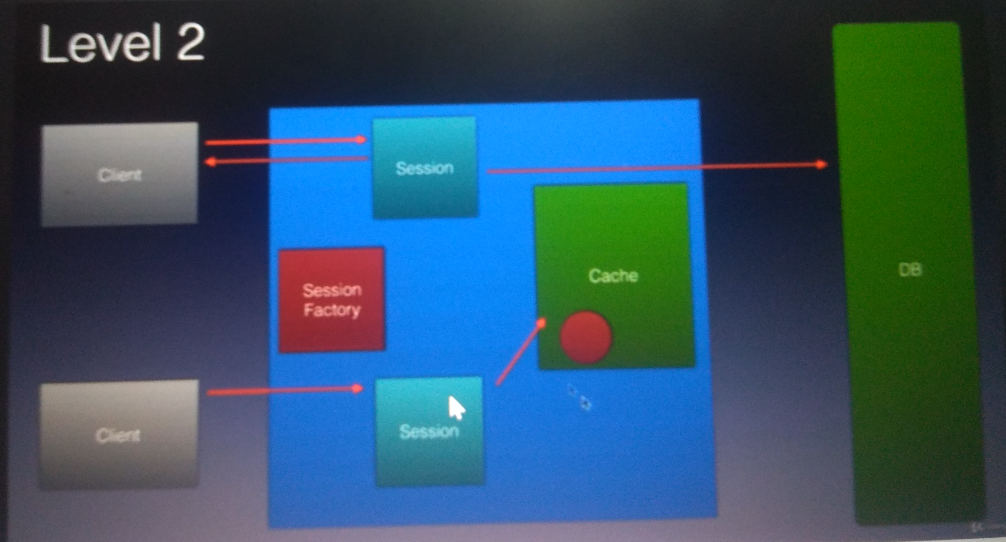 Level 2
Client
Session
Session
Factory
Cache
DB
Client
Session